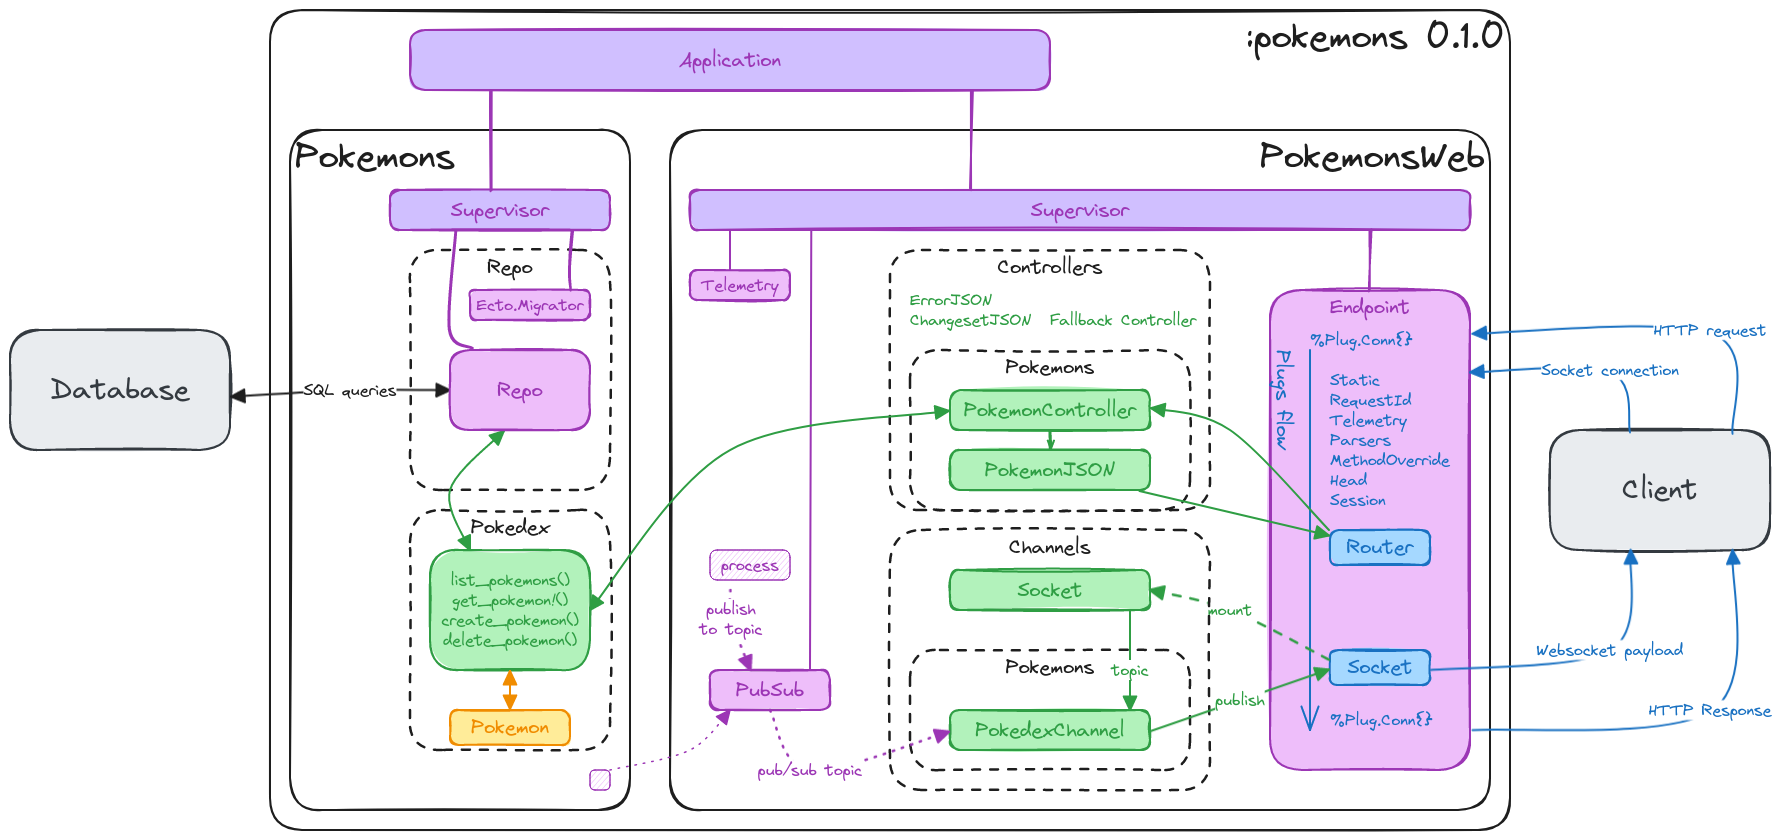 :pokemons 0.1.0
Application
Pokemons
PokemonsWeb
Supervisor
Supervisor
Repo
Ecto.Migrator
Repo
Database
SQL queries
Pokedex
list_pokemons()
get_pokemon!()
create_pokemon()
delete_pokemon()
Pokemon
Telemetry
process
publish
to topic
PubSub
pub/sub topic
Controllers
ErrorJSON
ChangesetJSON Fallback Controller
Pokemons
PokemonController
PokemonJSON
Channels
Socket
mount
Pokemons
topic
PokedexChannel
publish
Endpoint
%Plug.Conn{}
Plugs flow
Static
RequestId
Telemetry
Parsers
MethodOverride
Head
Session
Router
Socket
%Plug.Conn{}
HTTP request
Socket connection
Client
Websocket payload
HTTP Response